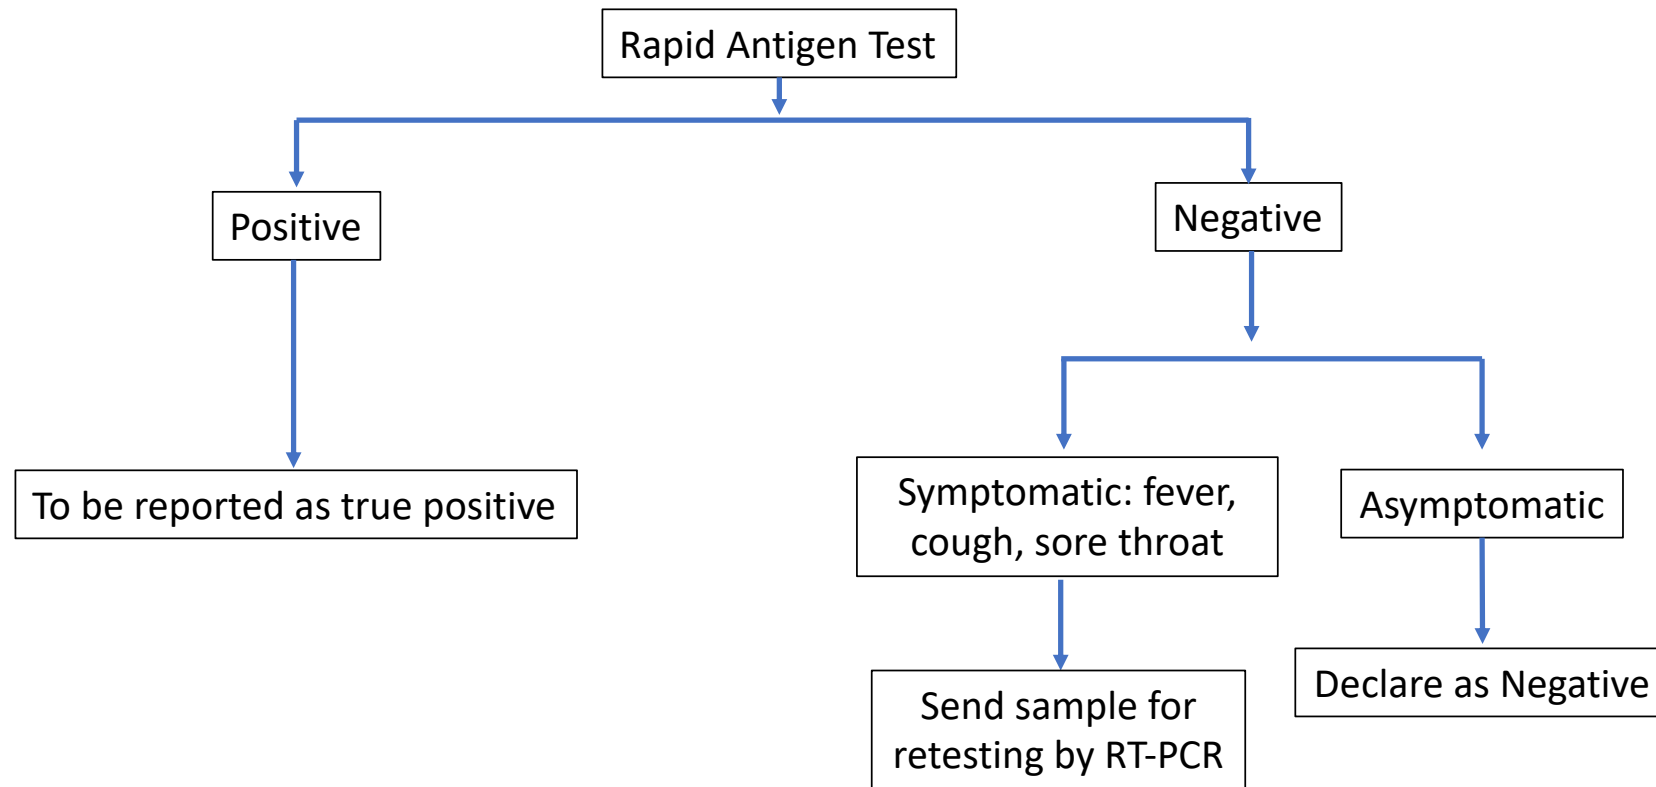 Rapid Antigen Test
Positive
Negative
To be reported as true positive
Symptomatic: fever,
cough, sore throat
Asymptomatic
Send sample for
retesting by RT-PCR
Declare as Negative